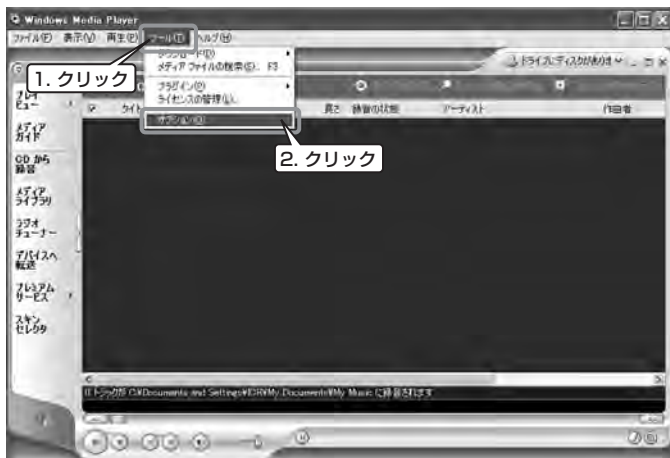 Windows Media Player
ファイル(F) 表示(V) 再生(P) ツール(T) ヘルプ(H)
ダウンロード(D)
メディア ファイルの検索(S)... F3
プラグイン(P)
ライセンスの管理(L)...
オプション(O)...
1. クリック
2. クリック
長さ 録音の状態 アーティスト 作曲者
メディア
ガイド
CD から
録音
メディア
ライブラリ
ラジオ
チューナー
デバイスへ
転送
プレミアム
サービス
スキン
セレクタ